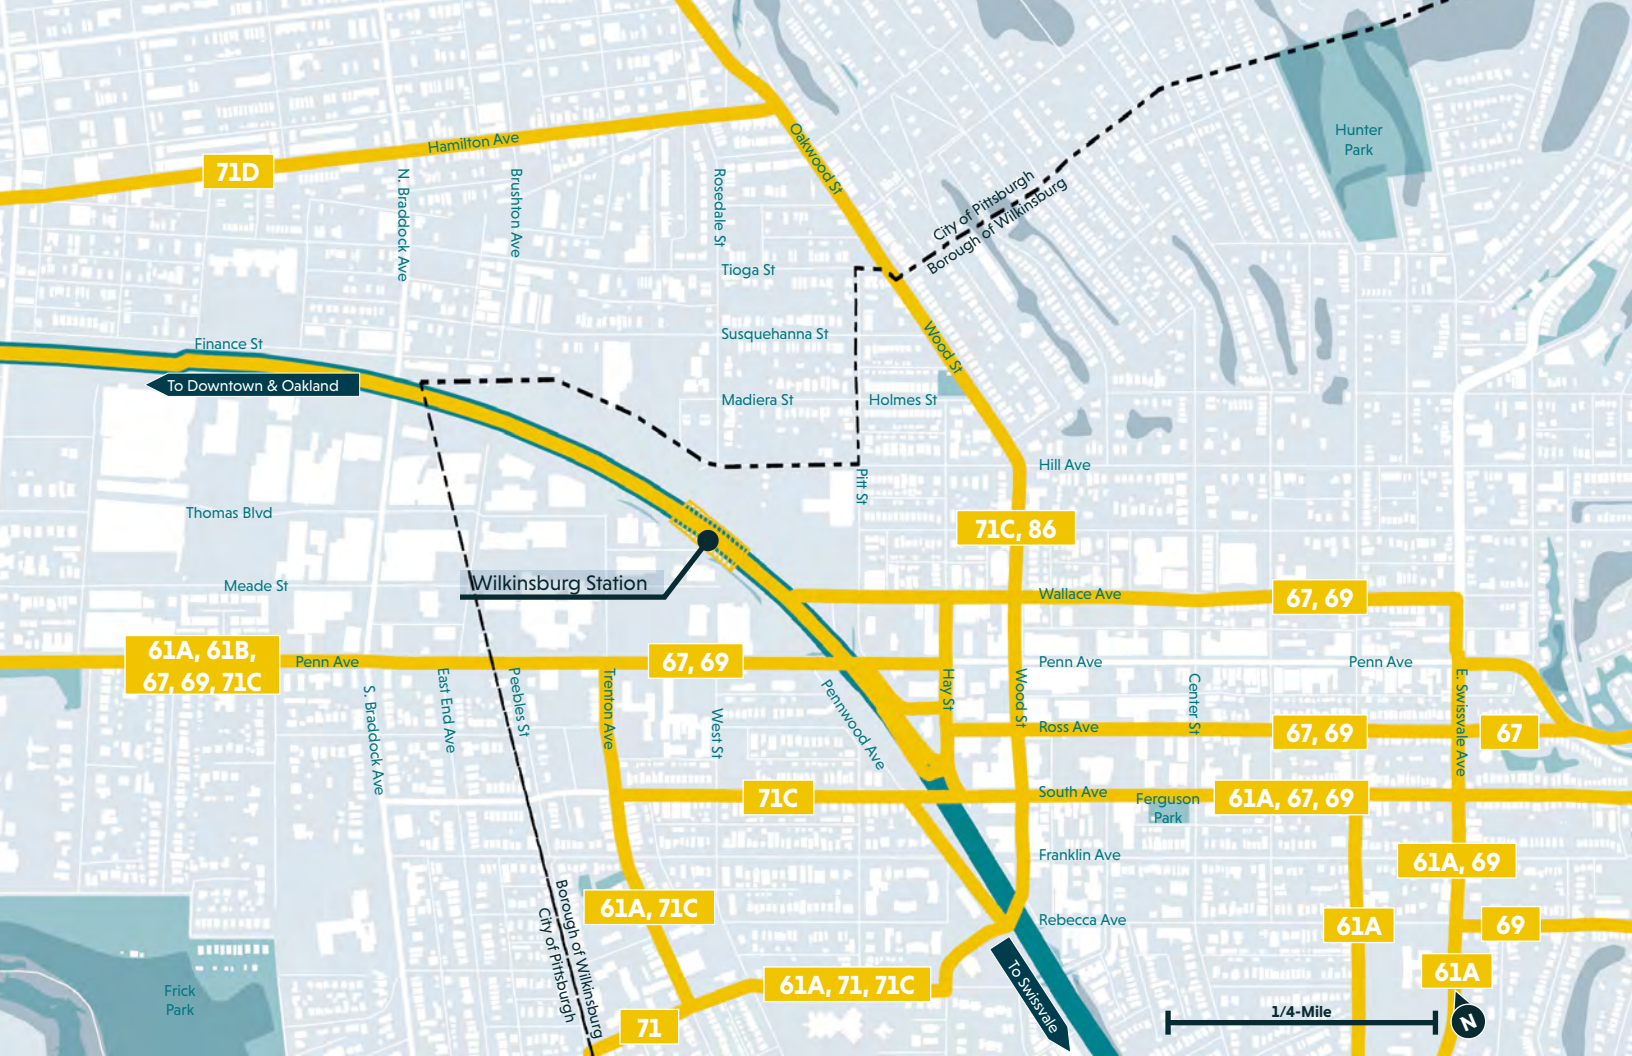 Hunter
Park
Oakwood St
Hamilton Ave
71D
N. Braddock Ave
Brushton Ave
Rosedale St
City of Pittsburgh
Borough of Wilkinsburg
Tioga St
Susquehanna St
Wood St
Finance St
To Downtown & Oakland
Madiera St
Holmes St
Hill Ave
Pitt St
Thomas Blvd
71C, 86
Meade St
Wilkinsburg Station
Wallace Ave
67, 69
61A, 61B,
67, 69, 71C
Penn Ave
67, 69
Penn Ave
Penn Ave
S. Braddock Ave
East End Ave
Peebles St
Trenton Ave
West St
Pennwood Ave
Hay St
Wood St
Center St
E. Swissvale Ave
Ross Ave
67, 69
67
71C
South Ave
Ferguson
Park
61A, 67, 69
Franklin Ave
61A, 69
61A, 71C
Borough of Wilkinsburg
City of Pittsburgh
Rebecca Ave
61A
69
61A
61A, 71, 71C
To Swissvale
Frick
Park
71
1/4-Mile
N